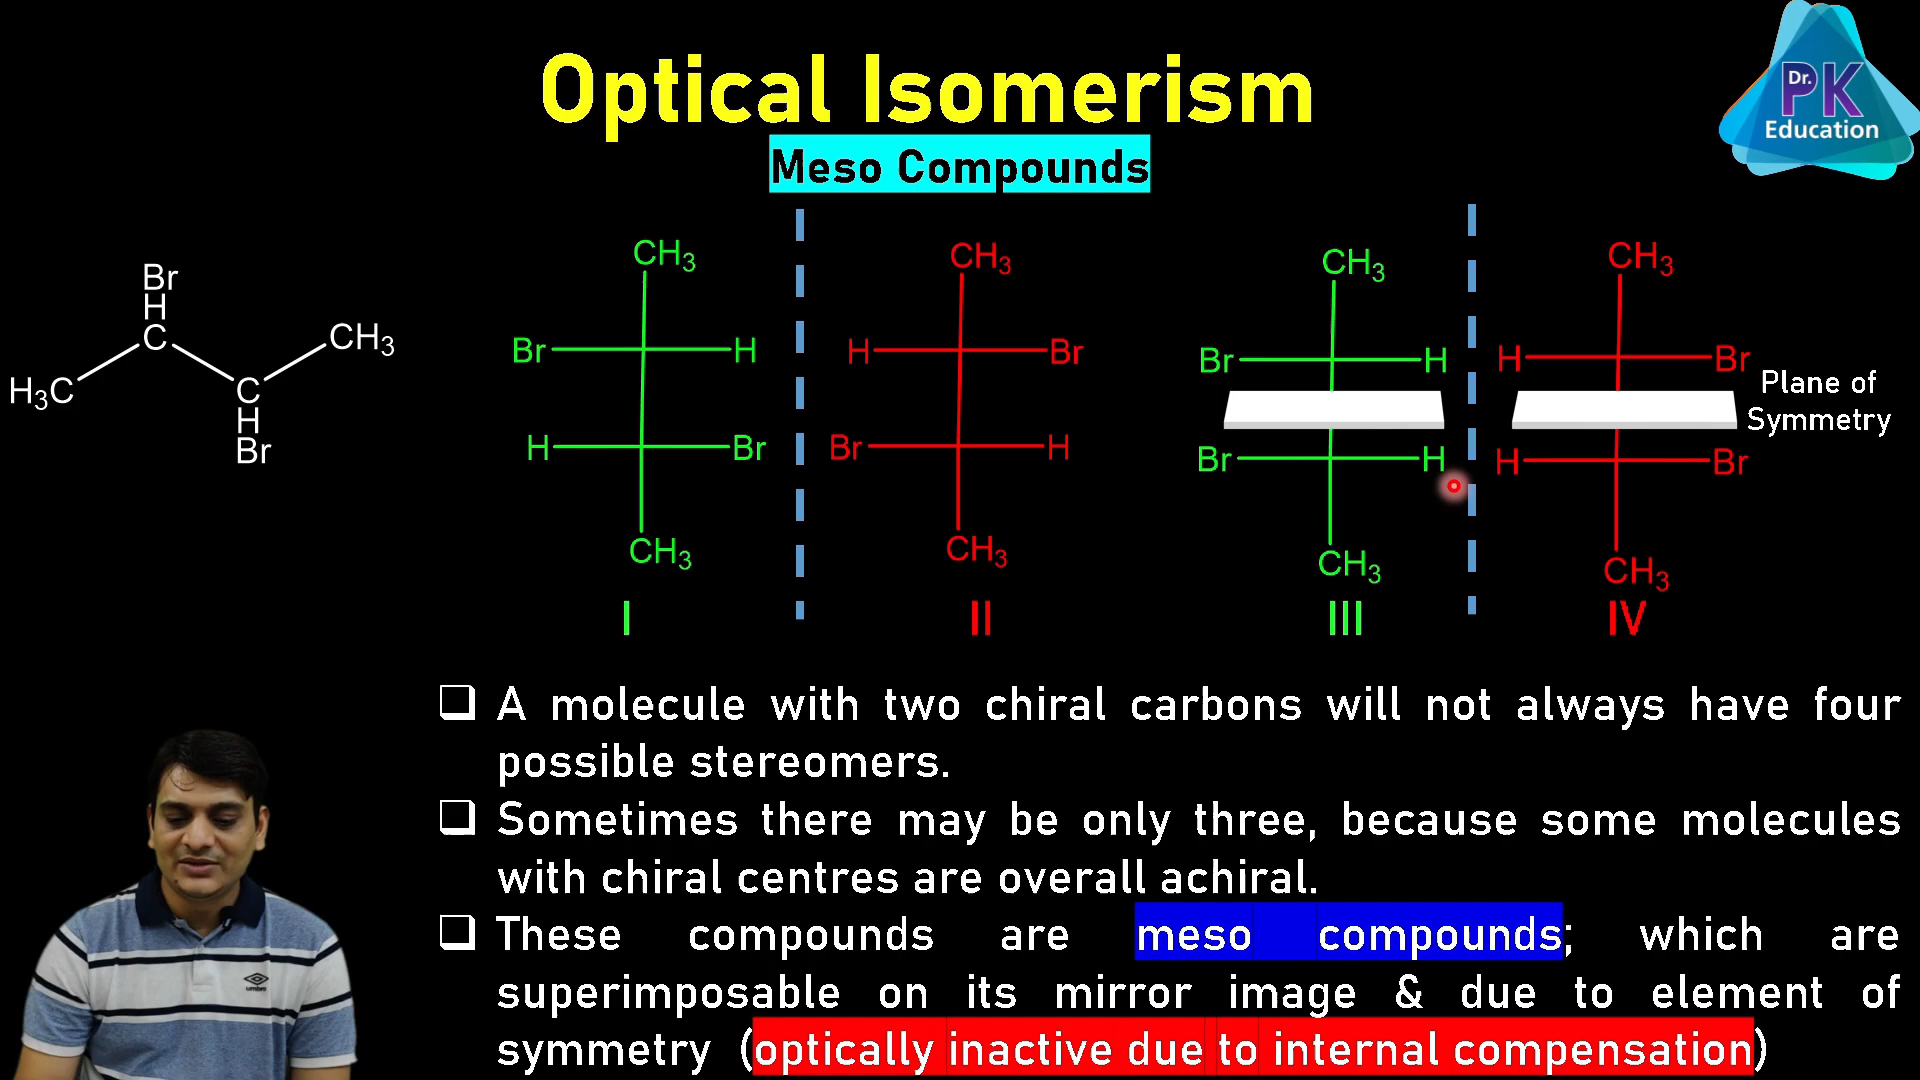 Optical Isomerism
Meso Compounds
Dr.
PK
Education
Br
H
C
CH₃
H₃C
C
H
Br
CH₃
Br H
H Br
CH₃
I
CH₃
H Br
Br H
CH₃
II
CH₃
Br H
Br H
CH₃
III
CH₃
H Br
H Br
CH₃
IV
Plane of
Symmetry
❑ A molecule with two chiral carbons will not always have four
possible stereomers.
❑ Sometimes there may be only three, because some molecules
with chiral centres are overall achiral.
❑ These compounds are meso compounds; which are
superimposable on its mirror image & due to element of
symmetry (optically inactive due to internal compensation)
umbro